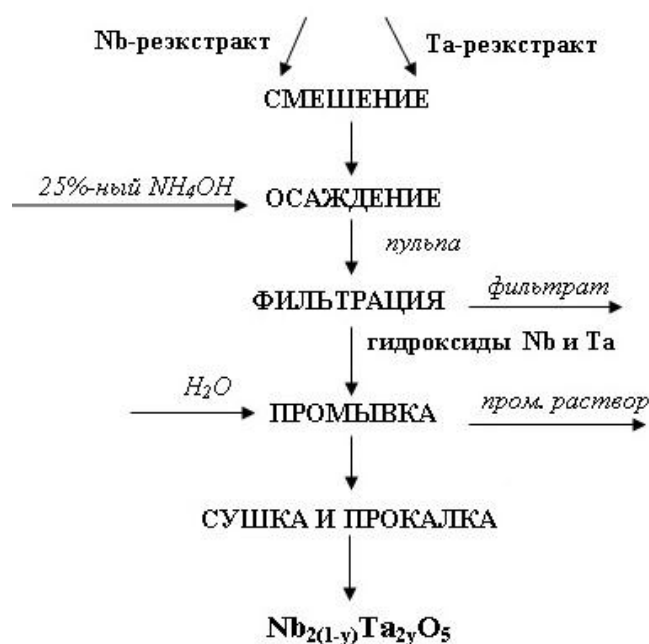 Nb-реэкстракт
Ta-реэкстракт
СМЕШЕНИЕ
25%-ный NH₄OH
ОСАЖДЕНИЕ
пульпа
ФИЛЬТРАЦИЯ
фильтрат
гидроксиды Nb и Ta
H₂O
ПРОМЫВКА
пром. раствор
СУШКА И ПРОКАЛКА
Nb₂₍₁₋ᵧ₎Ta₂ᵧO₅